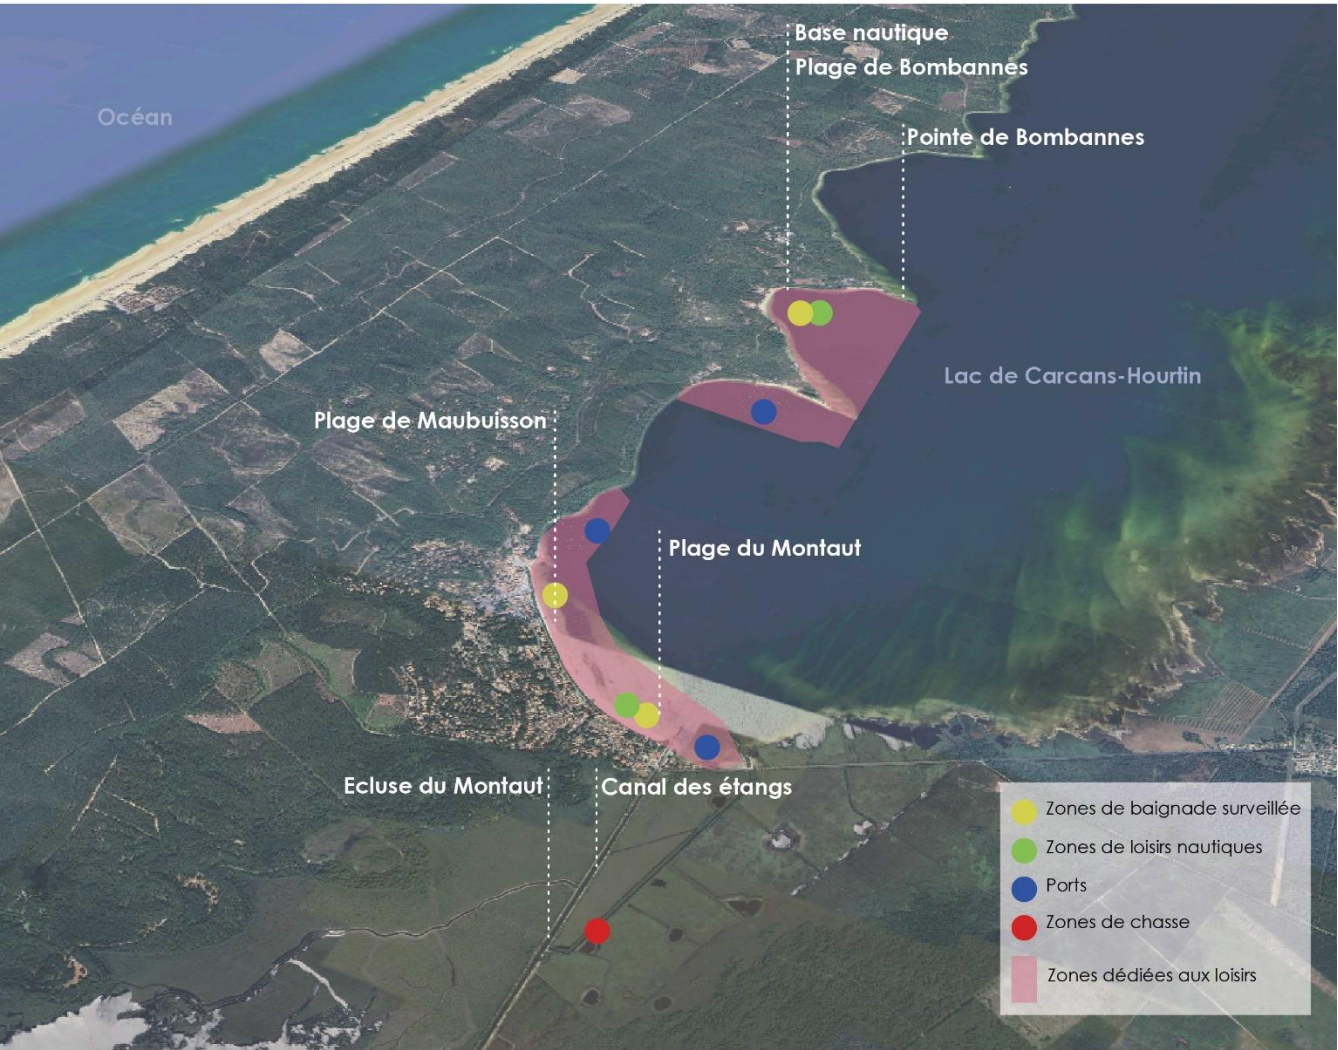 Base nautique
Plage de Bombannes
Océan
Pointe de Bombannes
Lac de Carcans-Hourtin
Plage de Maubuisson
Plage du Montaut
Ecluse du Montaut
Canal des étangs
Zones de baignade surveillée
Zones de loisirs nautiques
Ports
Zones de chasse
Zones dédiées aux loisirs